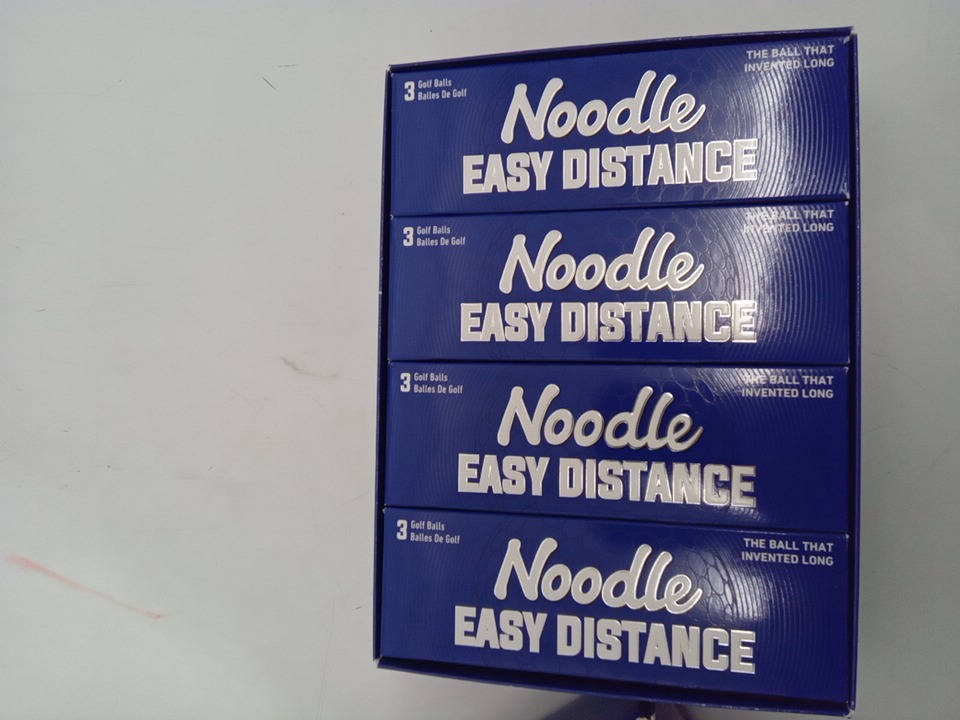 3 Golf Balls
Balles De Golf
THE BALL THAT
INVENTED LONG
Noodle
EASY DISTANCE
3 Golf Balls
Balles De Golf
THE BALL THAT
INVENTED LONG
Noodle
EASY DISTANCE
3 Golf Balls
Balles De Golf
THE BALL THAT
INVENTED LONG
Noodle
EASY DISTANCE
3 Golf Balls
Balles De Golf
THE BALL THAT
INVENTED LONG
Noodle
EASY DISTANCE